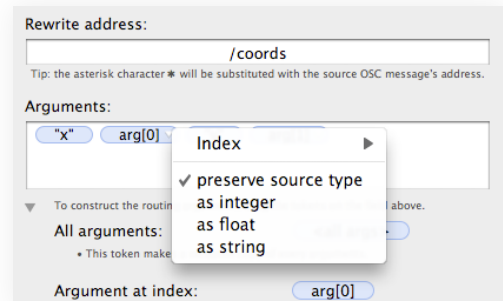 Rewrite address:
/coords
Tip: the asterisk character * will be substituted with the source OSC message's address.
Arguments:
"x" arg[0]
Index
preserve source type
as integer
as float
as string
To construct the routin above.
All arguments:
• This token make
Argument at index: arg[0]